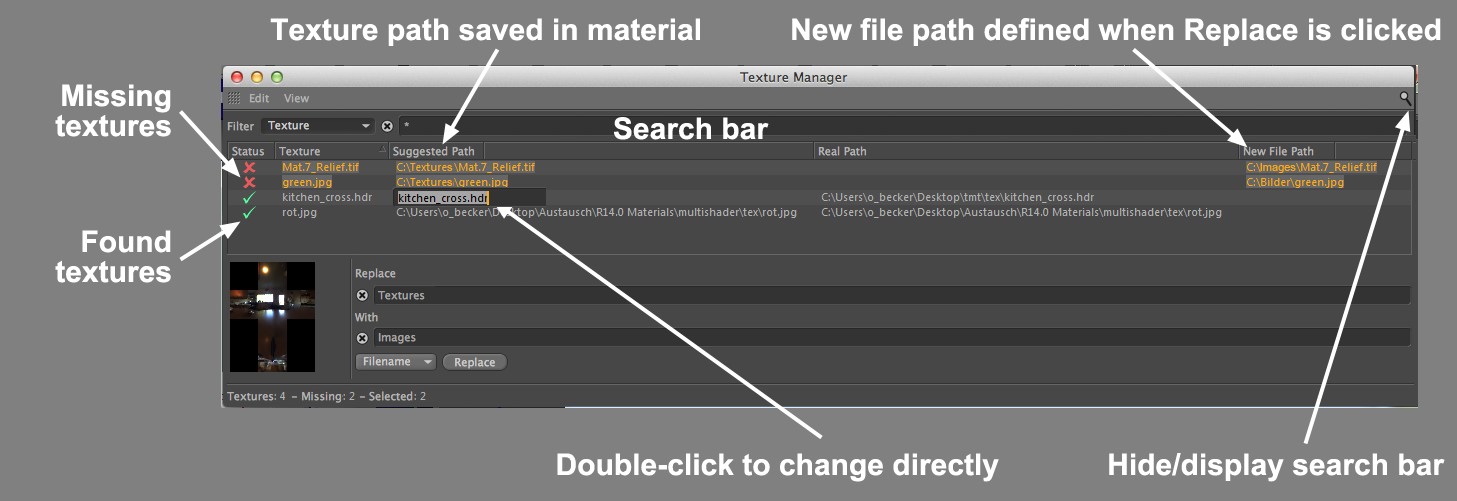 Texture path saved in material
New file path defined when Replace is clicked
Texture Manager
Missing
textures
Edit View
Filter Texture * Search bar
Status Texture Suggested Path Real Path New File Path
Mat.7_Relief.tif C:\Textures\Mat.7_Relief.tif C:\Images\Mat.7_Relief.tif
green.jpg C:\Textures\green.jpg C:\Bilder\green.jpg
kitchen_cross.hdr kitchen_cross.hdr C:\Users\o_becker\Desktop\tmt\tex\kitchen_cross.hdr
rot.jpg C:\Users\o_becker\Desktop\Austausch\R14.0 Materials\multishader\tex\rot.jpg C:\Users\o_becker\Desktop\Austausch\R14.0 Materials\multishader\tex\rot.jpg
Found
textures
Replace
Textures
With
Images
Filename Replace
Textures: 4 – Missing: 2 – Selected: 2
Double-click to change directly
Hide/display search bar